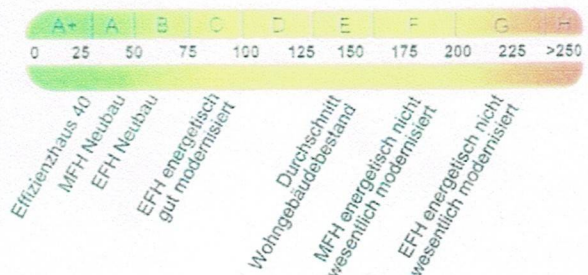 A+ A B C D E F G H
0 25 50 75 100 125 150 175 200 225 >250
Effizienzhaus 40
MFH Neubau
EFH Neubau
EFH energetisch
gut modernisiert
Durchschnitt
Wohngebäudebestand
MFH energetisch nicht
wesentlich modernisiert
EFH energetisch nicht
wesentlich modernisiert